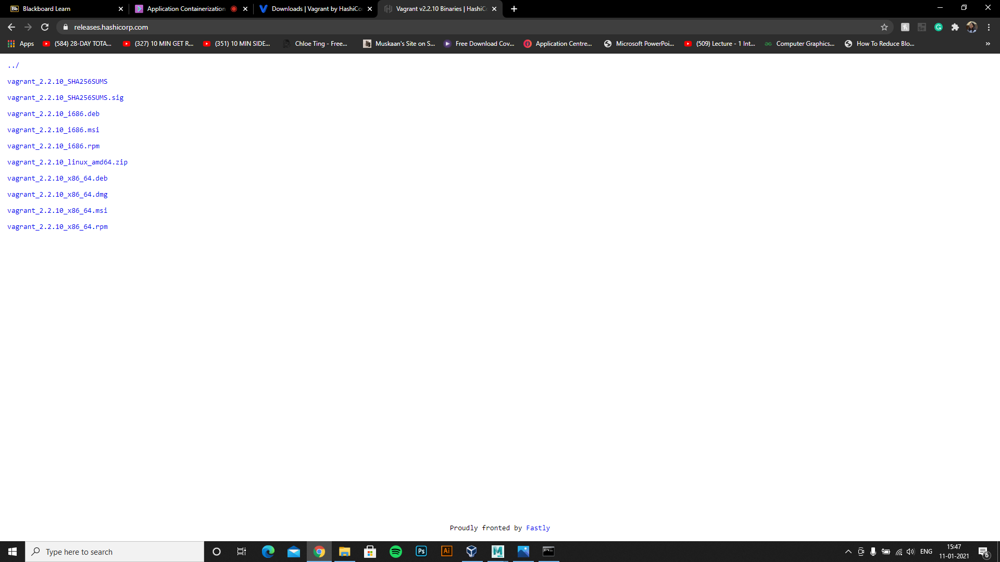 Blackboard Learn
Application Containerization
Downloads | Vagrant by HashiCo
Vagrant v2.2.10 Binaries | HashiC
releases.hashicorp.com
Apps
(584) 28-DAY TOTA...
(327) 10 MIN GET R...
(351) 10 MIN SIDE...
Chloe Ting - Free...
Muskaan's Site on S...
Free Download Cov...
Application Centre...
Microsoft PowerPoi...
(509) Lecture - 1 Int...
Computer Graphics...
How To Reduce Blo...
../
vagrant_2.2.10_SHA256SUMS
vagrant_2.2.10_SHA256SUMS.sig
vagrant_2.2.10_i686.deb
vagrant_2.2.10_i686.msi
vagrant_2.2.10_i686.rpm
vagrant_2.2.10_linux_amd64.zip
vagrant_2.2.10_x86_64.deb
vagrant_2.2.10_x86_64.dmg
vagrant_2.2.10_x86_64.msi
vagrant_2.2.10_x86_64.rpm
Proudly fronted by Fastly
Type here to search
Ps
Ai
M
ENG
15:47
11-01-2021
6